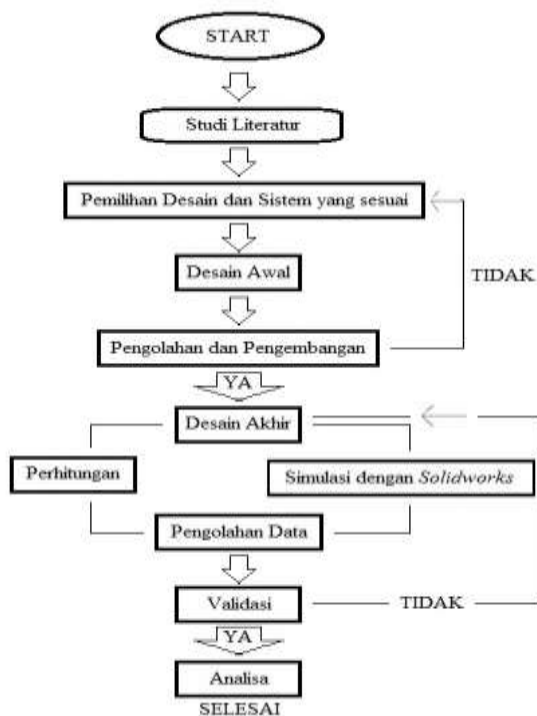 START
Studi Literatur
Pemilihan Desain dan Sistem yang sesuai
Desain Awal
TIDAK
Pengolahan dan Pengembangan
YA
Desain Akhir
Perhitungan
Simulasi dengan Solidworks
Pengolahan Data
Validasi
TIDAK
YA
Analisa
SELESAI